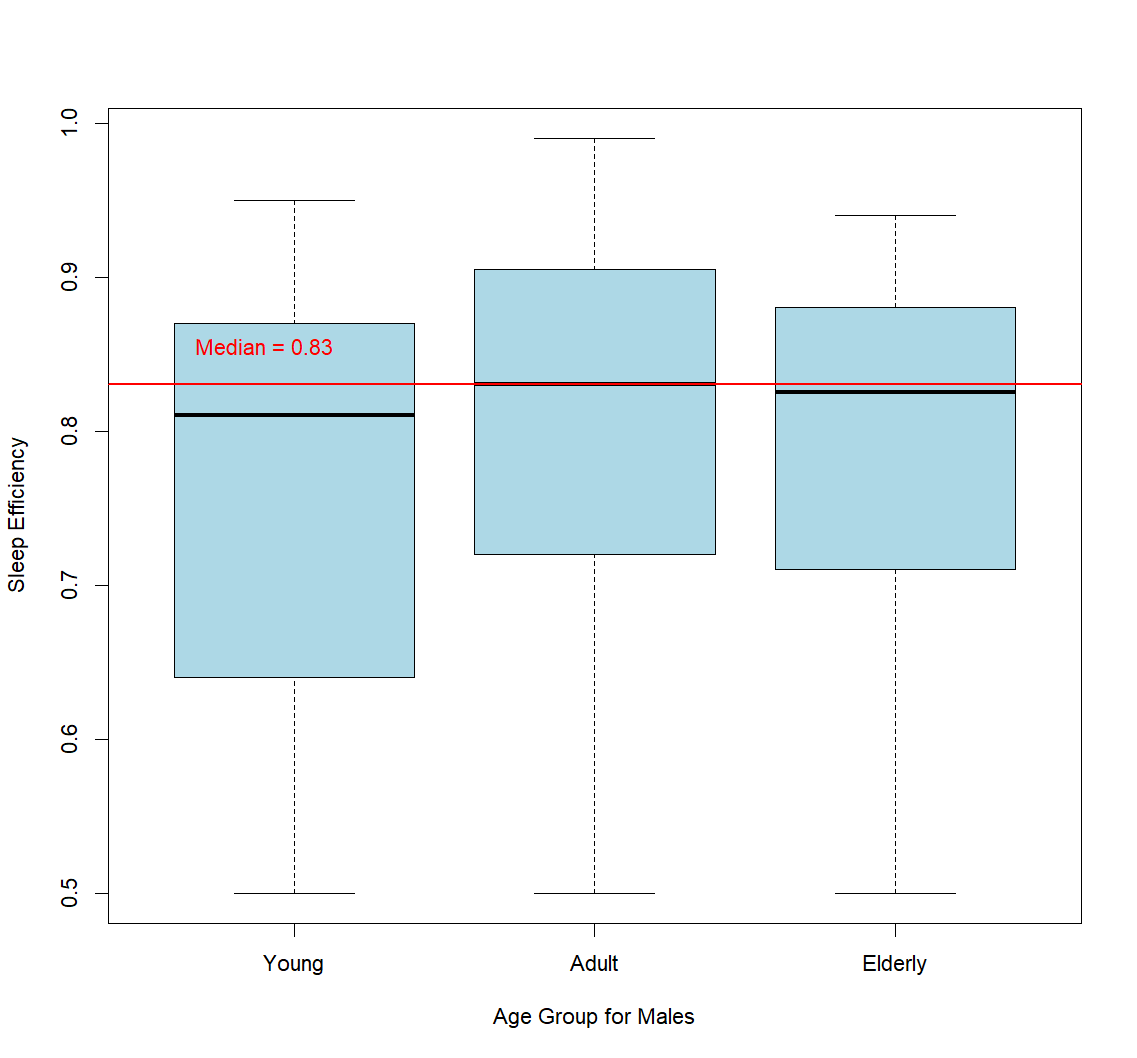 1.0
0.9
0.8
0.7
0.6
0.5
Sleep Efficiency
Median = 0.83
Young Adult Elderly
Age Group for Males